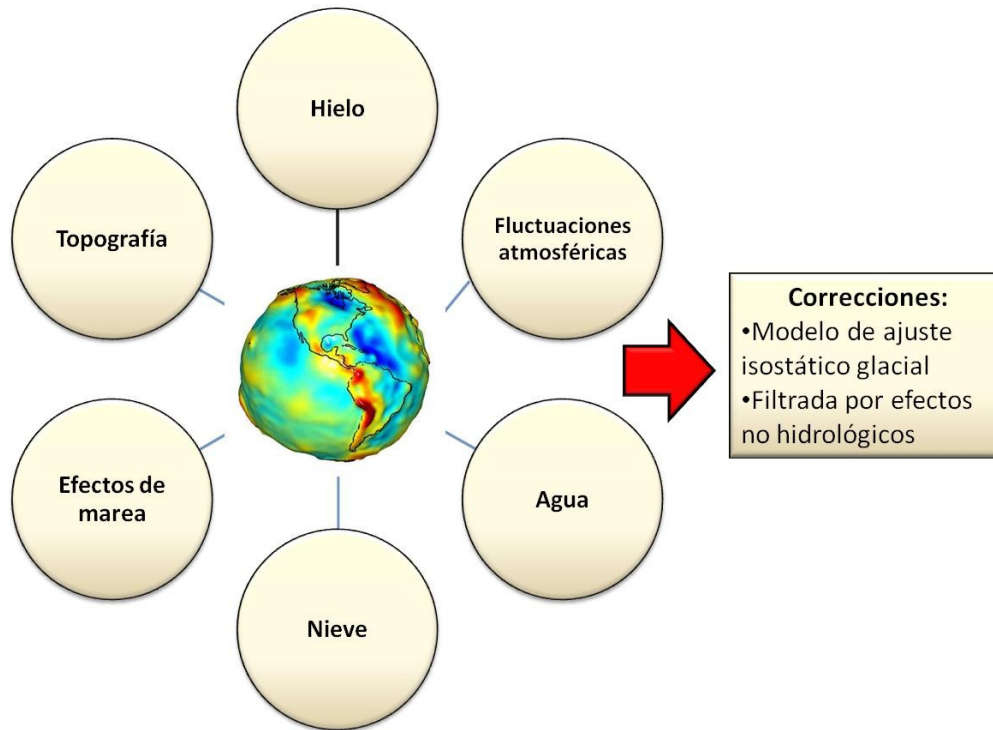 Hielo
Topografía
Fluctuaciones
atmosféricas
Correcciones:
•Modelo de ajuste
isostático glacial
•Filtrada por efectos
no hidrológicos
Efectos de
marea
Agua
Nieve